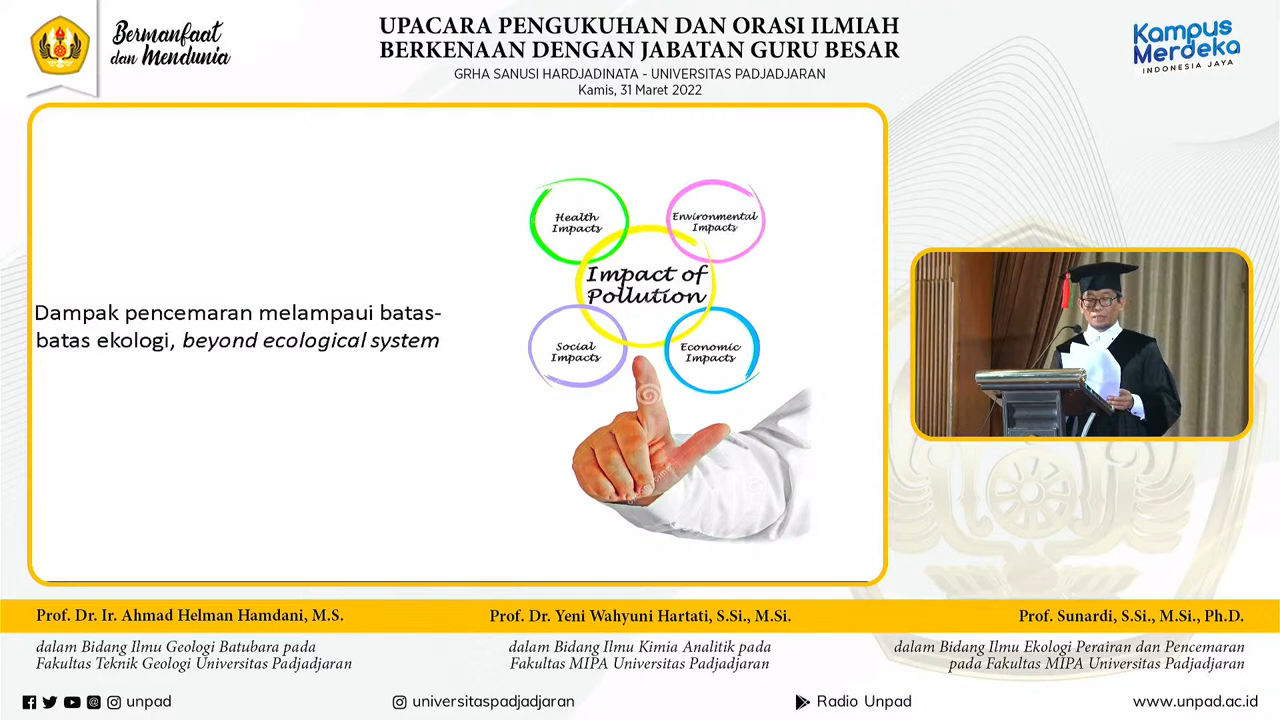 Bermanfaat
dan Mendunia
UPACARA PENGUKUHAN DAN ORASI ILMIAH
BERKENAAN DENGAN JABATAN GURU BESAR
GRHA SANUSI HARDJADINATA - UNIVERSITAS PADJADJARAN
Kamis, 31 Maret 2022
Kampus
Merdeka
INDONESIA JAYA
Dampak pencemaran melampaui batas-
batas ekologi, beyond ecological system
Health
Impacts
Environmental
Impacts
Impact of
Pollution
Social
Impacts
Economic
Impacts
Prof. Dr. Ir. Ahmad Helman Hamdani, M.S.
dalam Bidang Ilmu Geologi Batubara pada
Fakultas Teknik Geologi Universitas Padjadjaran
Prof. Dr. Yeni Wahyuni Hartati, S.Si., M.Si.
dalam Bidang Ilmu Kimia Analitik pada
Fakultas MIPA Universitas Padjadjaran
Prof. Sunardi, S.Si., M.Si., Ph.D.
dalam Bidang Ilmu Ekologi Perairan dan Pencemaran
pada Fakultas MIPA Universitas Padjadjaran
unpad
universitaspadjadjaran
Radio Unpad
www.unpad.ac.id